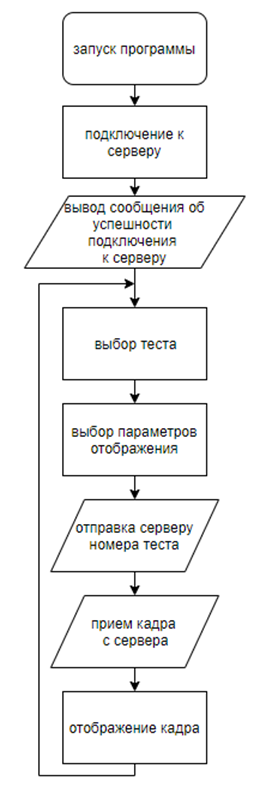 запуск программы
подключение к
серверу
вывод сообщения об
успешности
подключения
к серверу
выбор теста
выбор параметров
отображения
отправка серверу
номера теста
прием кадра
с сервера
отображение кадра